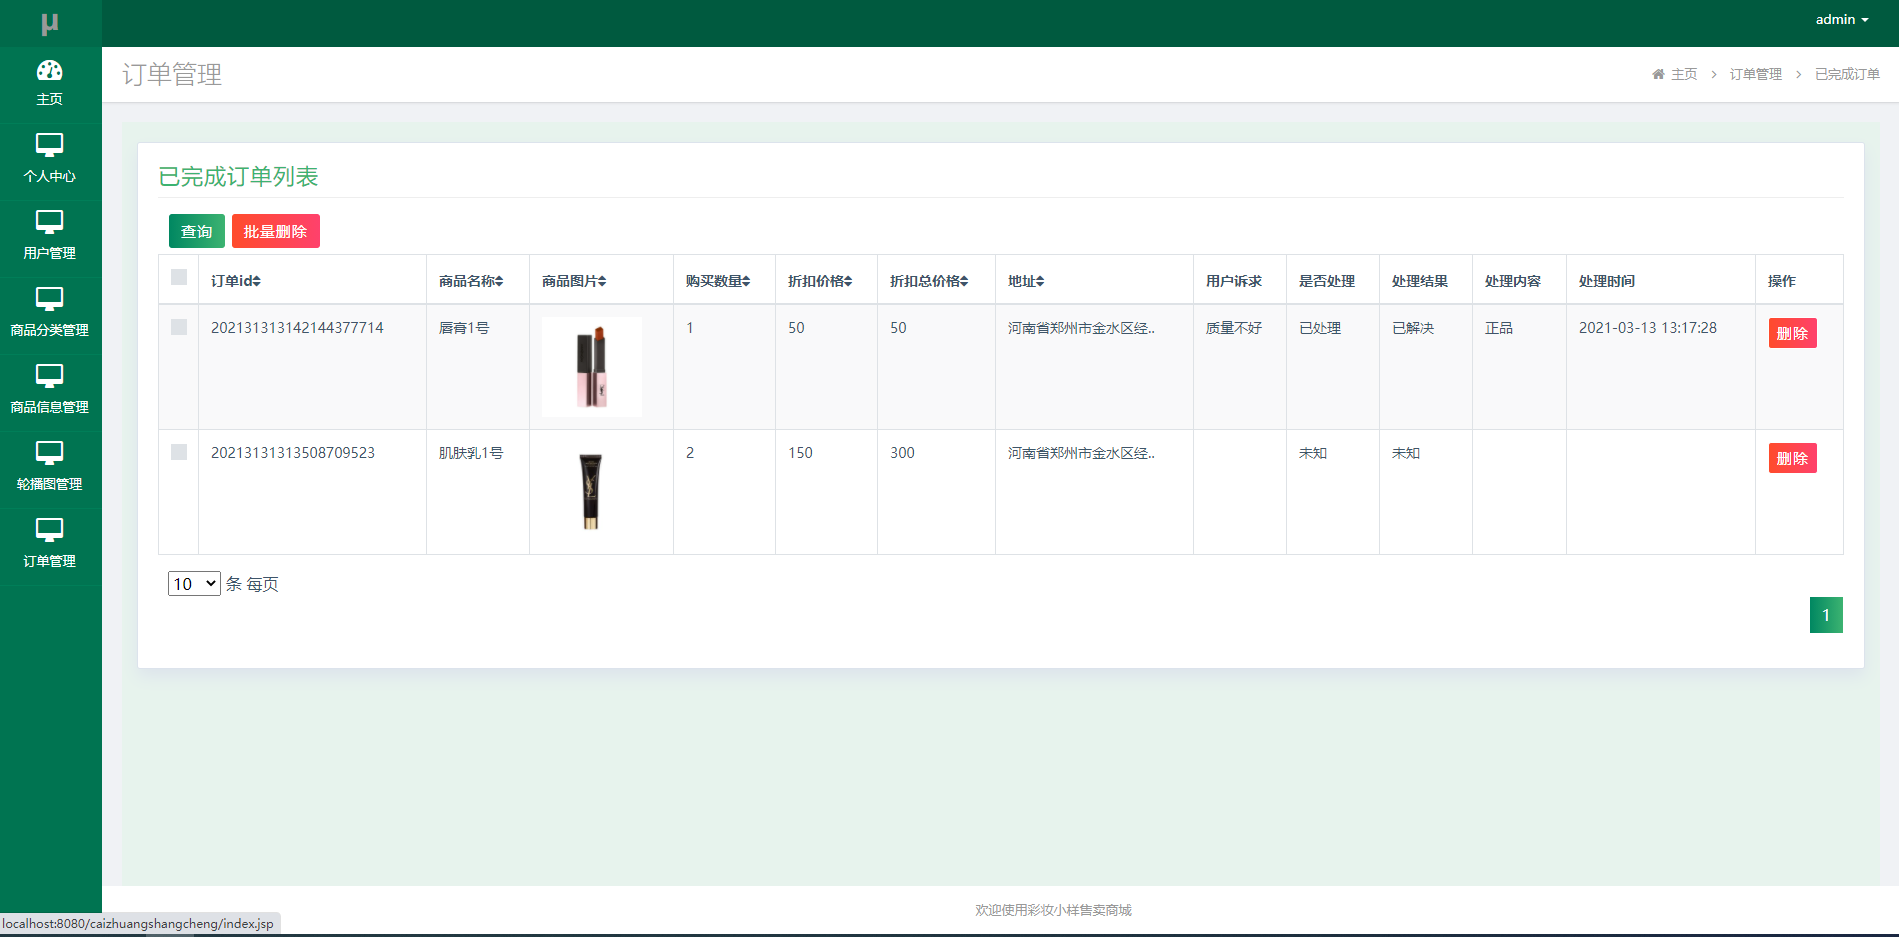 μ
admin
主页
个人中心
用户管理
商品分类管理
商品信息管理
轮播图管理
订单管理
订单管理
主页 > 订单管理 > 已完成订单
已完成订单列表
查询 批量删除
订单id 商品名称 商品图片 购买数量 折扣价格 折扣总价格 地址 用户诉求 是否处理 处理结果 处理内容 处理时间 操作
202131313142144377714 唇膏1号 1 50 50 河南省郑州市金水区经.. 质量不好 已处理 已解决 正品 2021-03-13 13:17:28 删除
20213131313508709523 肌肤乳1号 2 150 300 河南省郑州市金水区经.. 未知 未知 删除
10 条 每页
1
欢迎使用彩妆小样售卖商城
localhost:8080/caizhuangshangcheng/index.jsp